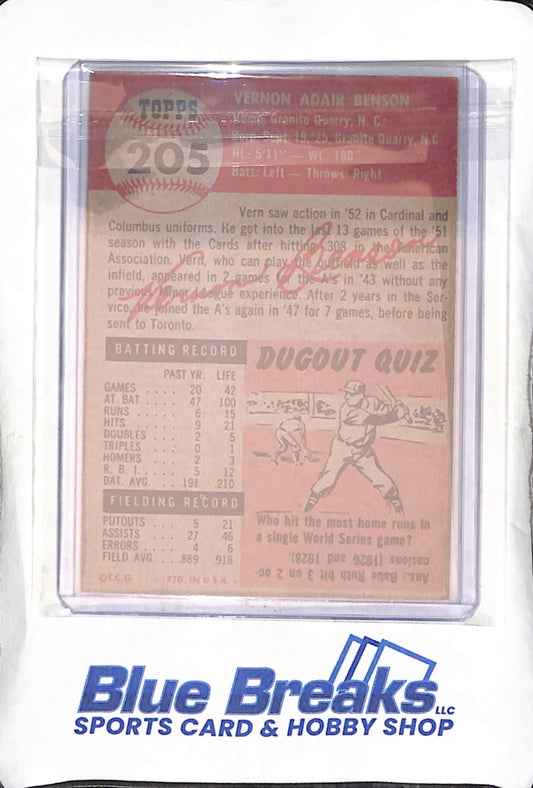 TOPPS
205
VERNON ADAIR BENSON
Home: Granite Quarry, N. C.
Born: Sept. 19, '25, Granite Quarry, N.C.
Ht.: 5'11" — Wt.: 180
Bats: Left — Throws: Right
Vern saw action in '52 in Cardinal and
Columbus uniforms. He got into the last 13 games of the '51
season with the Cards after hitting .308 in the American
Association. Vern, who can play the outfield as well as the
infield, appeared in 2 games for the A's in '43 without any
previous minor league experience. After 2 years in the Ser-
vice, he joined the A's again in '47 for 7 games, before being
sent to Toronto.
Vernon Benson
BATTING RECORD
PAST YR. LIFE
GAMES .... 20 42
AT BAT .... 47 100
RUNS .... 6 15
HITS .... 9 21
DOUBLES .. 2 5
TRIPLES ... 0 1
HOMERS ... 2 3
R. B. I. .... 5 12
BAT. AVG. .. .191 .210
FIELDING RECORD
PUTOUTS ... 5 21
ASSISTS ... 27 46
ERRORS .... 4 6
FIELD AVG. .. .889 .918
©T.C.G. PTD. IN U.S.A.
DUGOUT QUIZ
Who hit the most home runs in
a single World Series game?
Ans. Babe Ruth hit 3 on 2 oc-
casions (1926 and 1928).
Blue Breaks LLC
SPORTS CARD & HOBBY SHOP